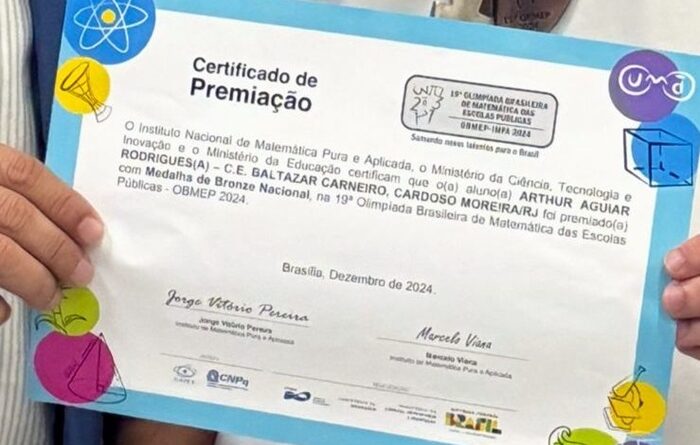 11ª OBMEP
Certificado de
Premiação
19ª OLIMPÍADA BRASILEIRA
DE MATEMÁTICA DAS
ESCOLAS PÚBLICAS
OBMEP-IMPA 2024
Somando novos talentos para o Brasil
O Instituto Nacional de Matemática Pura e Aplicada, o Ministério da Ciência, Tecnologia e
Inovação e o Ministério da Educação certificam que o(a) aluno(a) ARTHUR AGUIAR
RODRIGUES(A) – C.E. BALTAZAR CARNEIRO, CARDOSO MOREIRA/RJ foi premiado(a)
com Medalha de Bronze Nacional, na 19ª Olimpíada Brasileira de Matemática das Escolas
Públicas - OBMEP 2024.
Brasília, Dezembro de 2024.
Jorge Vitório Pereira
Jorge Vitório Pereira
Instituto de Matemática Pura e Aplicada
Marcelo Viana
Marcelo Viana
Instituto de Matemática Pura e Aplicada
CAPES
CNPq
BRASIL